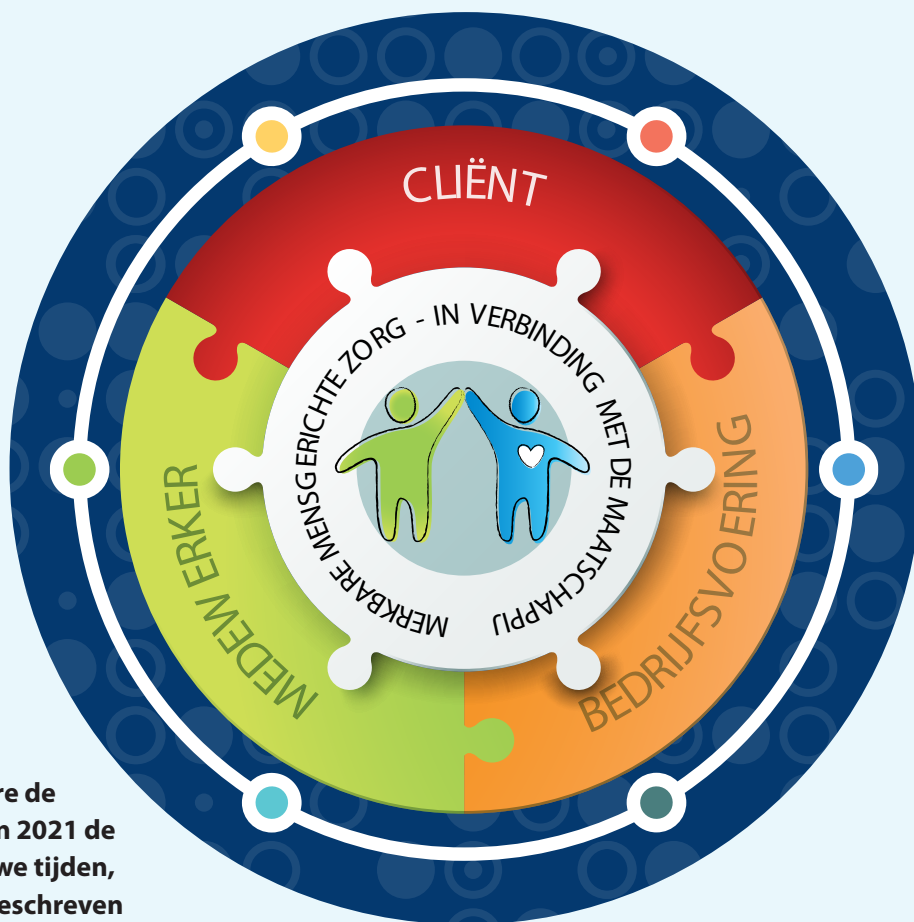 CLIËNT
MERKBARE MENSGERICHTE ZORG - IN VERBINDING MET DE MAATSCHAPPIJ
MEDEWERKER
BEDRIJFSVOERING
re de
n 2021 de
we tijden,
eschreven